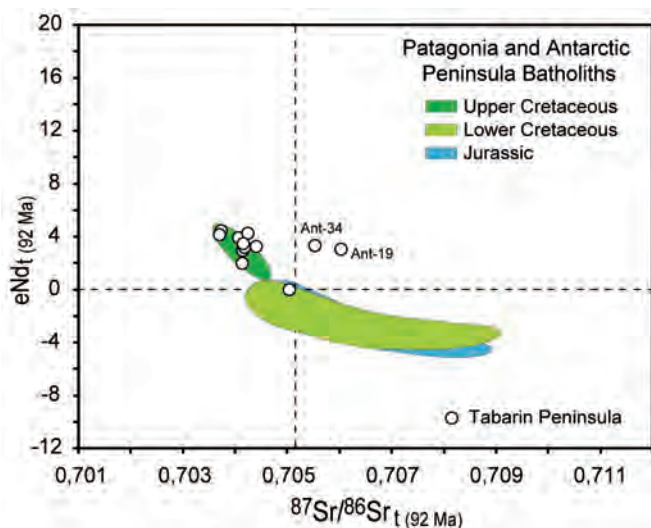 20
16
12
8
4
0
-4
-8
-12
eNdt (92 Ma)
Patagonia and Antarctic
Peninsula Batholiths
Upper Cretaceous
Lower Cretaceous
Jurassic
Ant-34
Ant-19
Tabarin Peninsula
0,701 0,703 0,705 0,707 0,709 0,711
87Sr/86Srt (92 Ma)